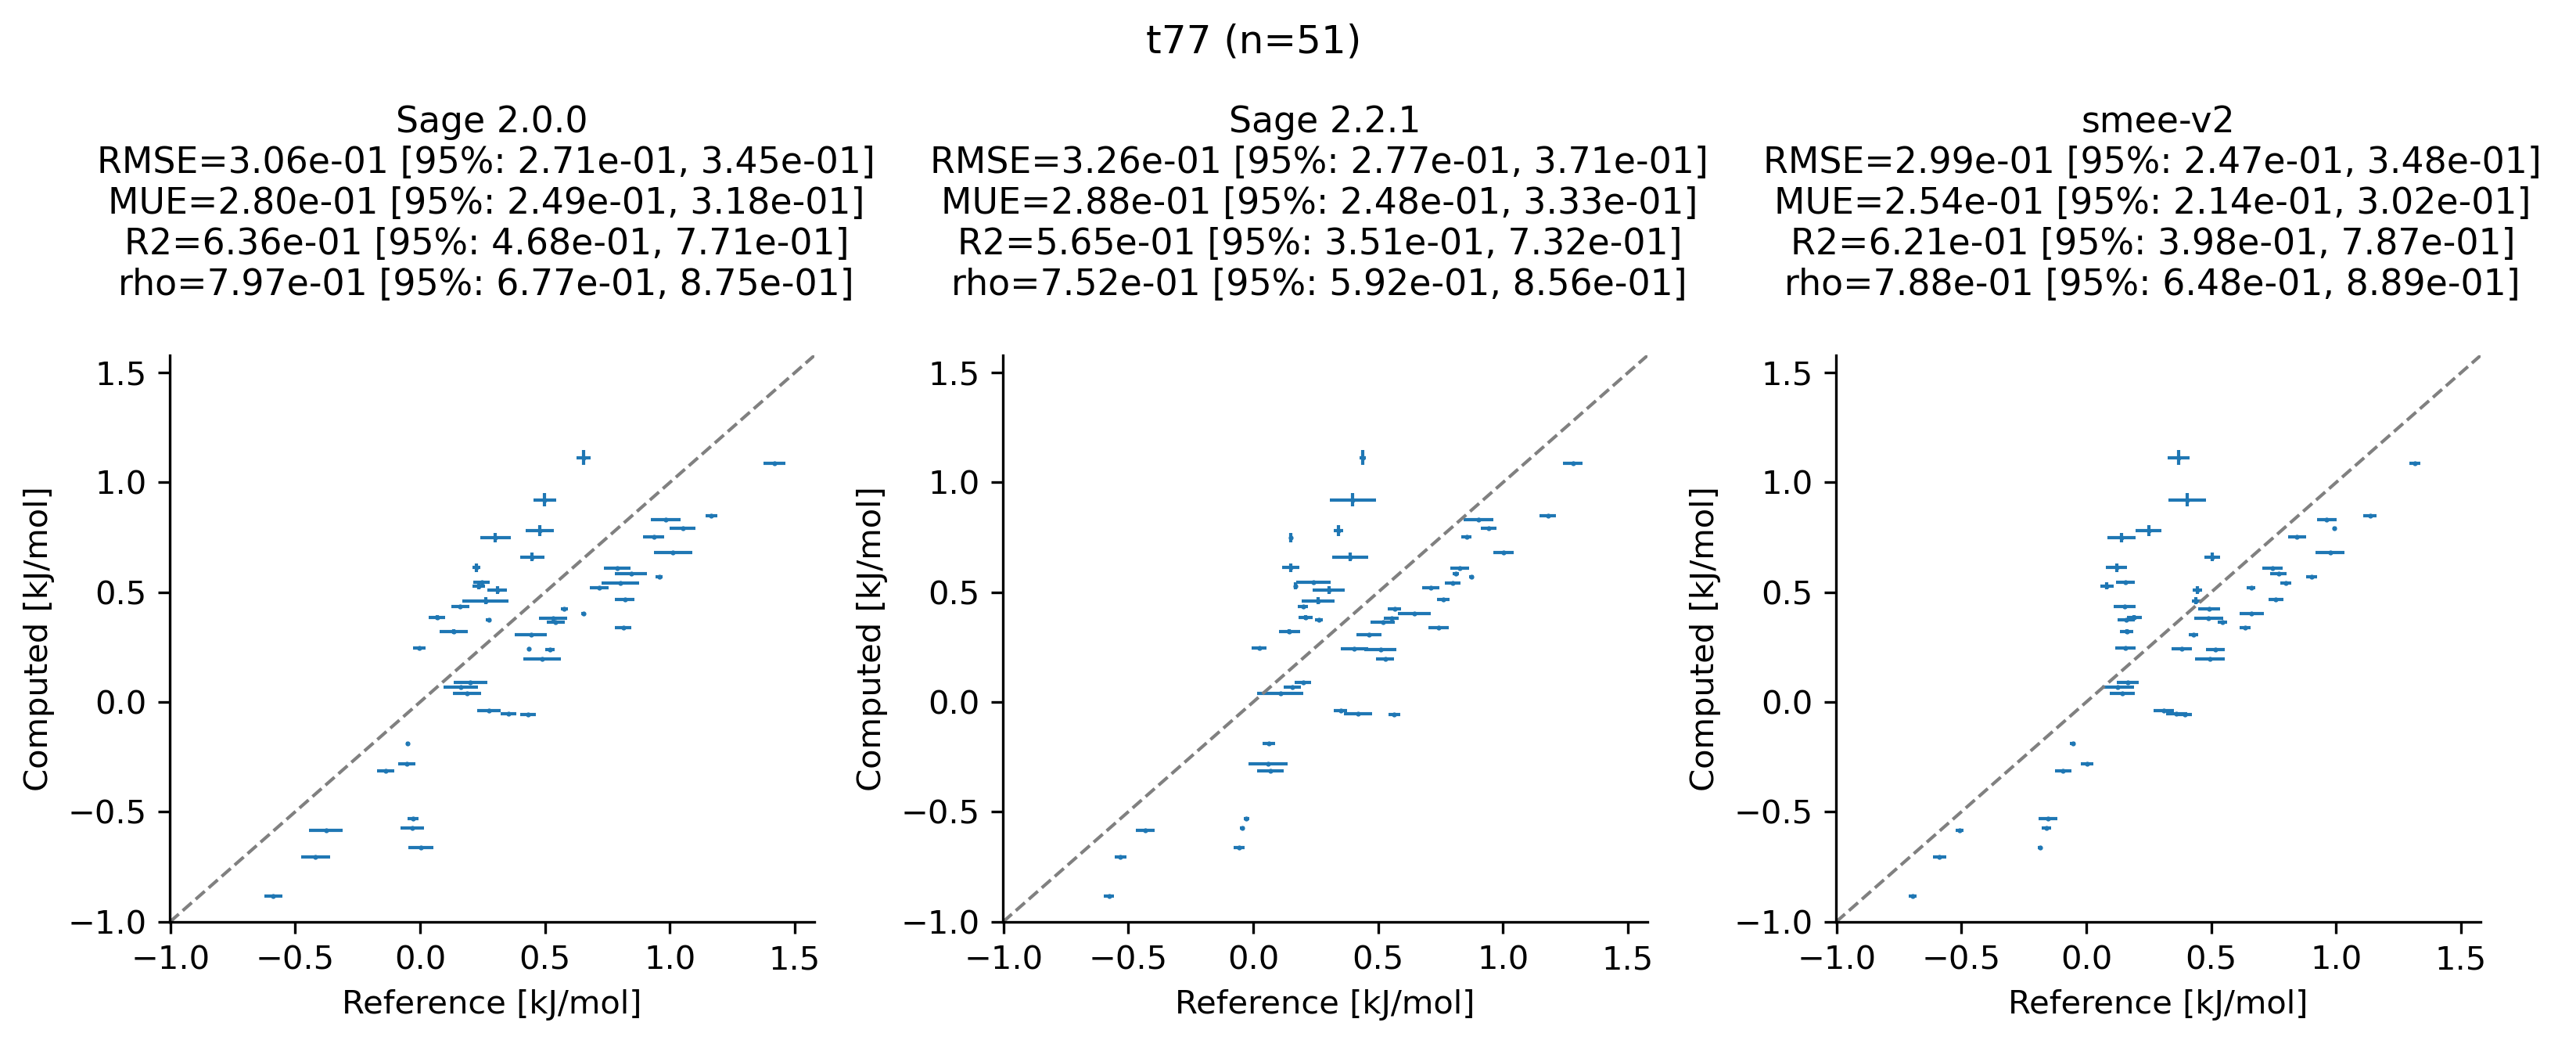 t77 (n=51)
Sage 2.0.0
RMSE=3.06e-01 [95%: 2.71e-01, 3.45e-01]
MUE=2.80e-01 [95%: 2.49e-01, 3.18e-01]
R2=6.36e-01 [95%: 4.68e-01, 7.71e-01]
rho=7.97e-01 [95%: 6.77e-01, 8.75e-01]
1.5
1.0
0.5
0.0
−0.5
−1.0
Computed [kJ/mol]
−1.0 −0.5 0.0 0.5 1.0 1.5
Reference [kJ/mol]
Sage 2.2.1
RMSE=3.26e-01 [95%: 2.77e-01, 3.71e-01]
MUE=2.88e-01 [95%: 2.48e-01, 3.33e-01]
R2=5.65e-01 [95%: 3.51e-01, 7.32e-01]
rho=7.52e-01 [95%: 5.92e-01, 8.56e-01]
1.5
1.0
0.5
0.0
−0.5
−1.0
Computed [kJ/mol]
−1.0 −0.5 0.0 0.5 1.0 1.5
Reference [kJ/mol]
smee-v2
RMSE=2.99e-01 [95%: 2.47e-01, 3.48e-01]
MUE=2.54e-01 [95%: 2.14e-01, 3.02e-01]
R2=6.21e-01 [95%: 3.98e-01, 7.87e-01]
rho=7.88e-01 [95%: 6.48e-01, 8.89e-01]
1.5
1.0
0.5
0.0
−0.5
−1.0
Computed [kJ/mol]
−1.0 −0.5 0.0 0.5 1.0 1.5
Reference [kJ/mol]